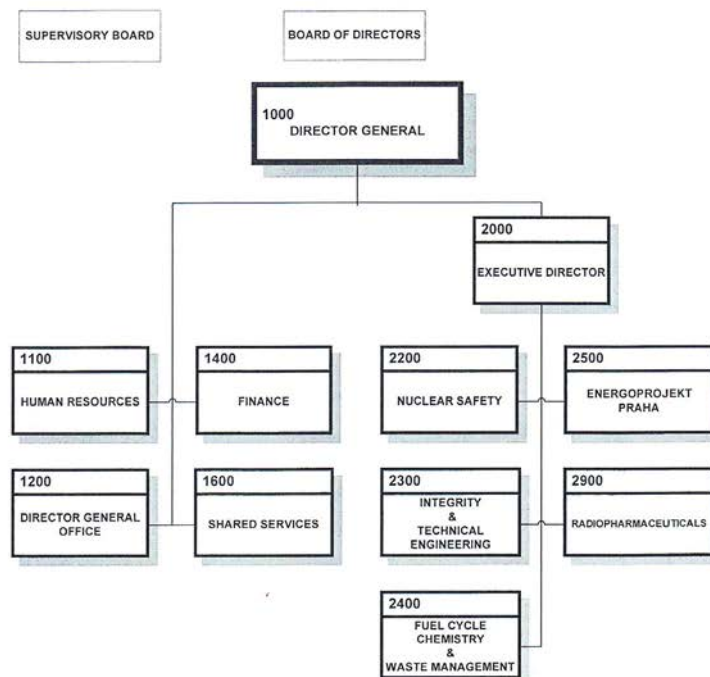 SUPERVISORY BOARD
BOARD OF DIRECTORS
1000
DIRECTOR GENERAL
2000
EXECUTIVE DIRECTOR
1100
HUMAN RESOURCES
1400
FINANCE
2200
NUCLEAR SAFETY
2500
ENERGOPROJEKT
PRAHA
1200
DIRECTOR GENERAL
OFFICE
1600
SHARED SERVICES
2300
INTEGRITY
&
TECHNICAL
ENGINEERING
2900
RADIOPHARMACEUTICALS
2400
FUEL CYCLE
CHEMISTRY
&
WASTE MANAGEMENT